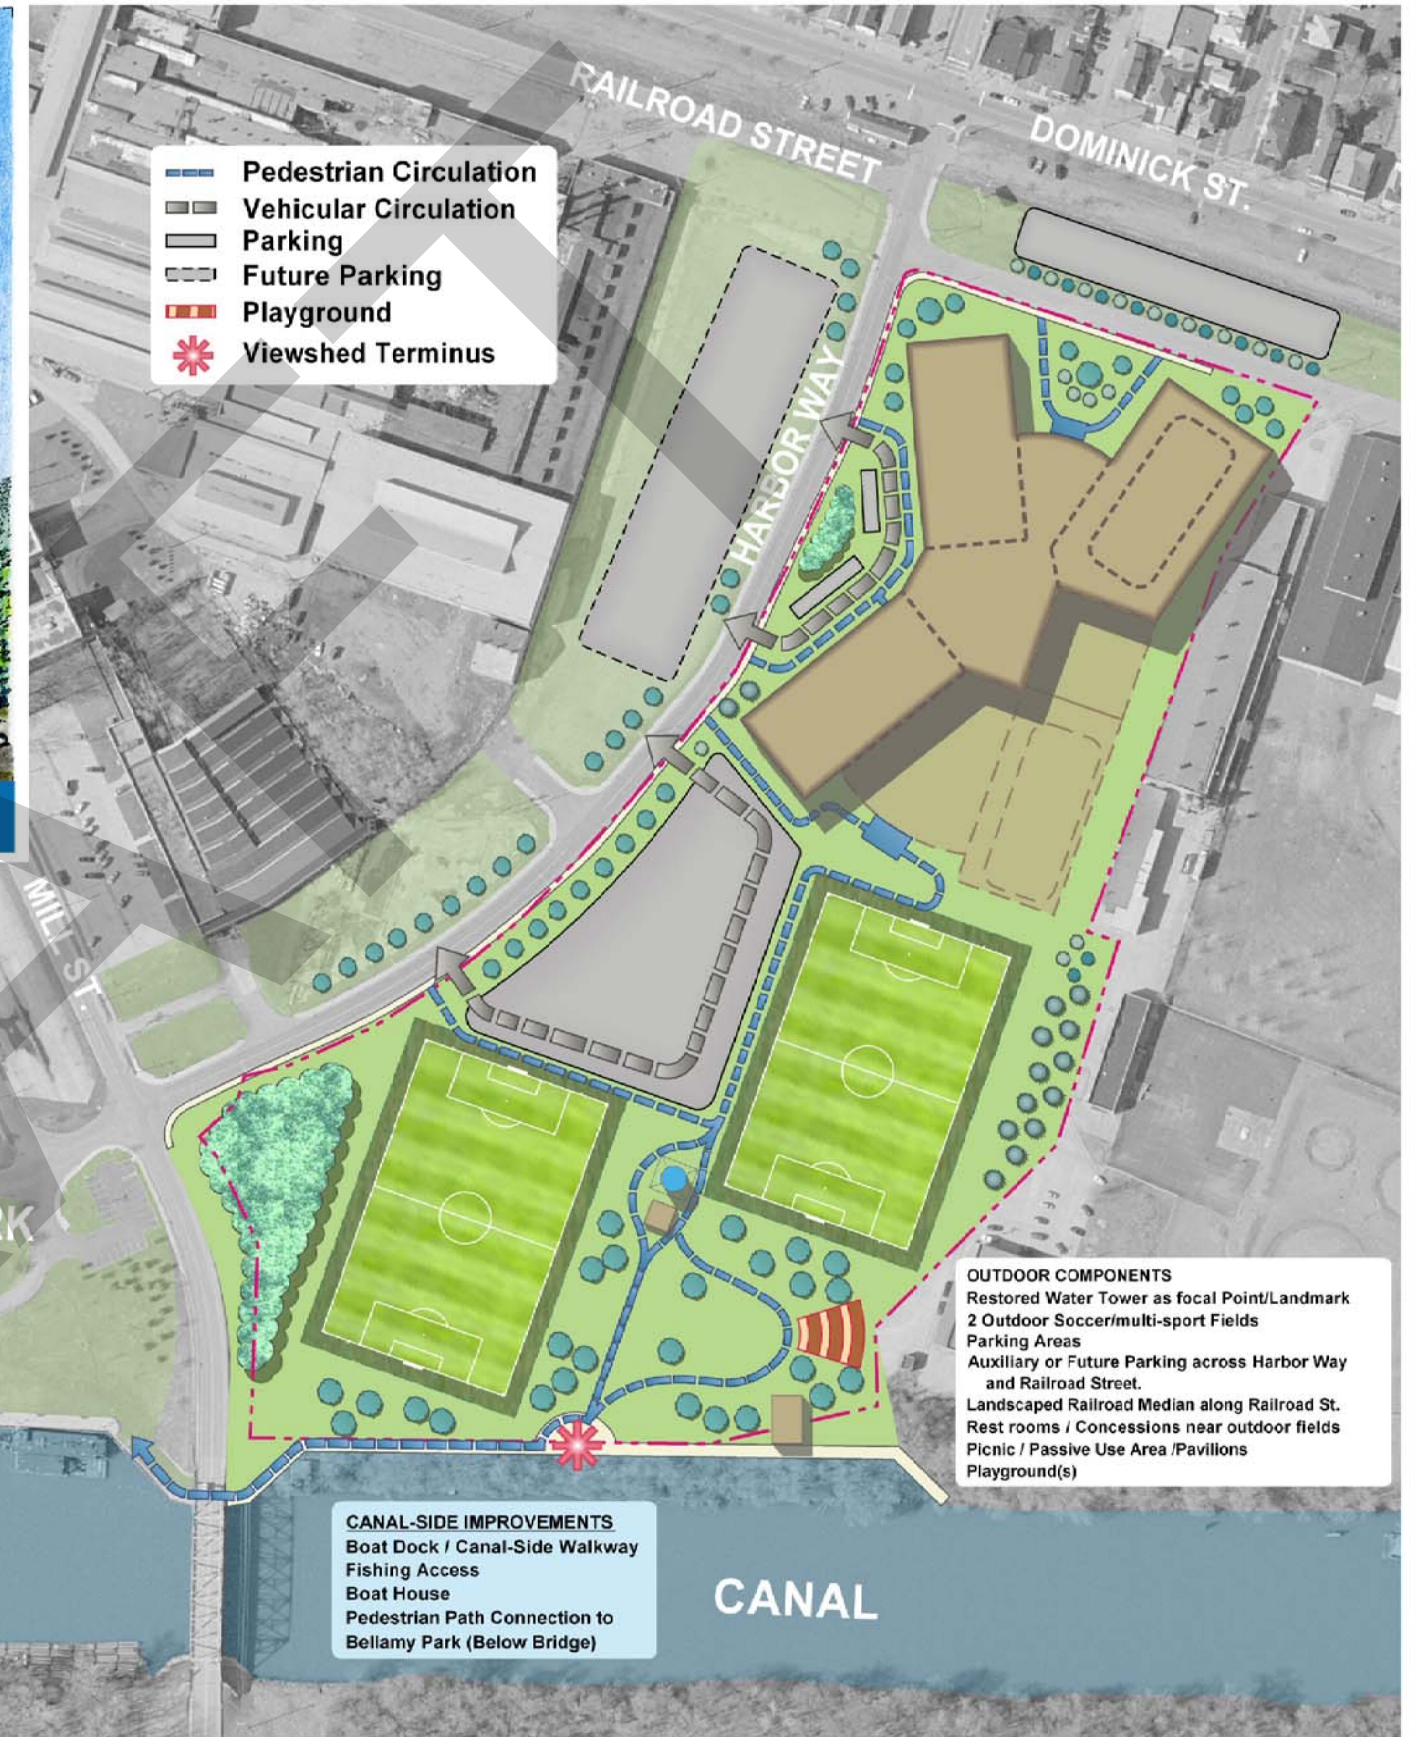 RAILROAD STREET
DOMINICK ST.
Pedestrian Circulation
Vehicular Circulation
Parking
Future Parking
Playground
Viewshed Terminus
HARBOR WAY
MILL ST.
RK
OUTDOOR COMPONENTS
Restored Water Tower as focal Point/Landmark
2 Outdoor Soccer/multi-sport Fields
Parking Areas
Auxiliary or Future Parking across Harbor Way
and Railroad Street.
Landscaped Railroad Median along Railroad St.
Rest rooms / Concessions near outdoor fields
Picnic / Passive Use Area /Pavilions
Playground(s)
CANAL-SIDE IMPROVEMENTS
Boat Dock / Canal-Side Walkway
Fishing Access
Boat House
Pedestrian Path Connection to
Bellamy Park (Below Bridge)
CANAL